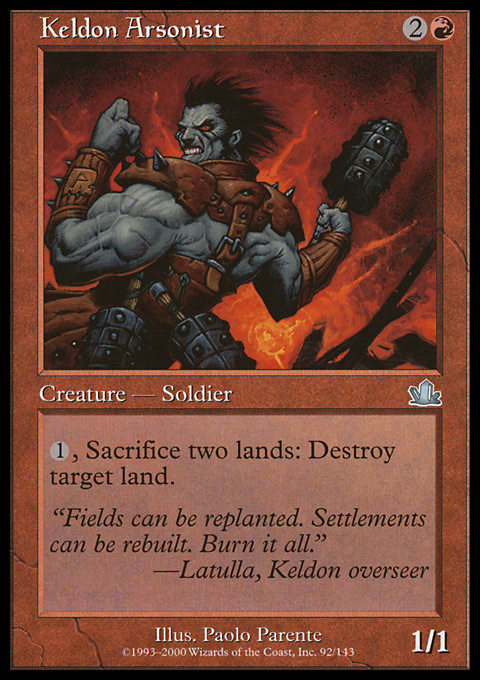 Keldon Arsonist 2
Creature — Soldier
1, Sacrifice two lands: Destroy
target land.
“Fields can be replanted. Settlements
can be rebuilt. Burn it all.”
—Latulla, Keldon overseer
Illus. Paolo Parente
©1993–2000 Wizards of the Coast, Inc. 92/143
1/1